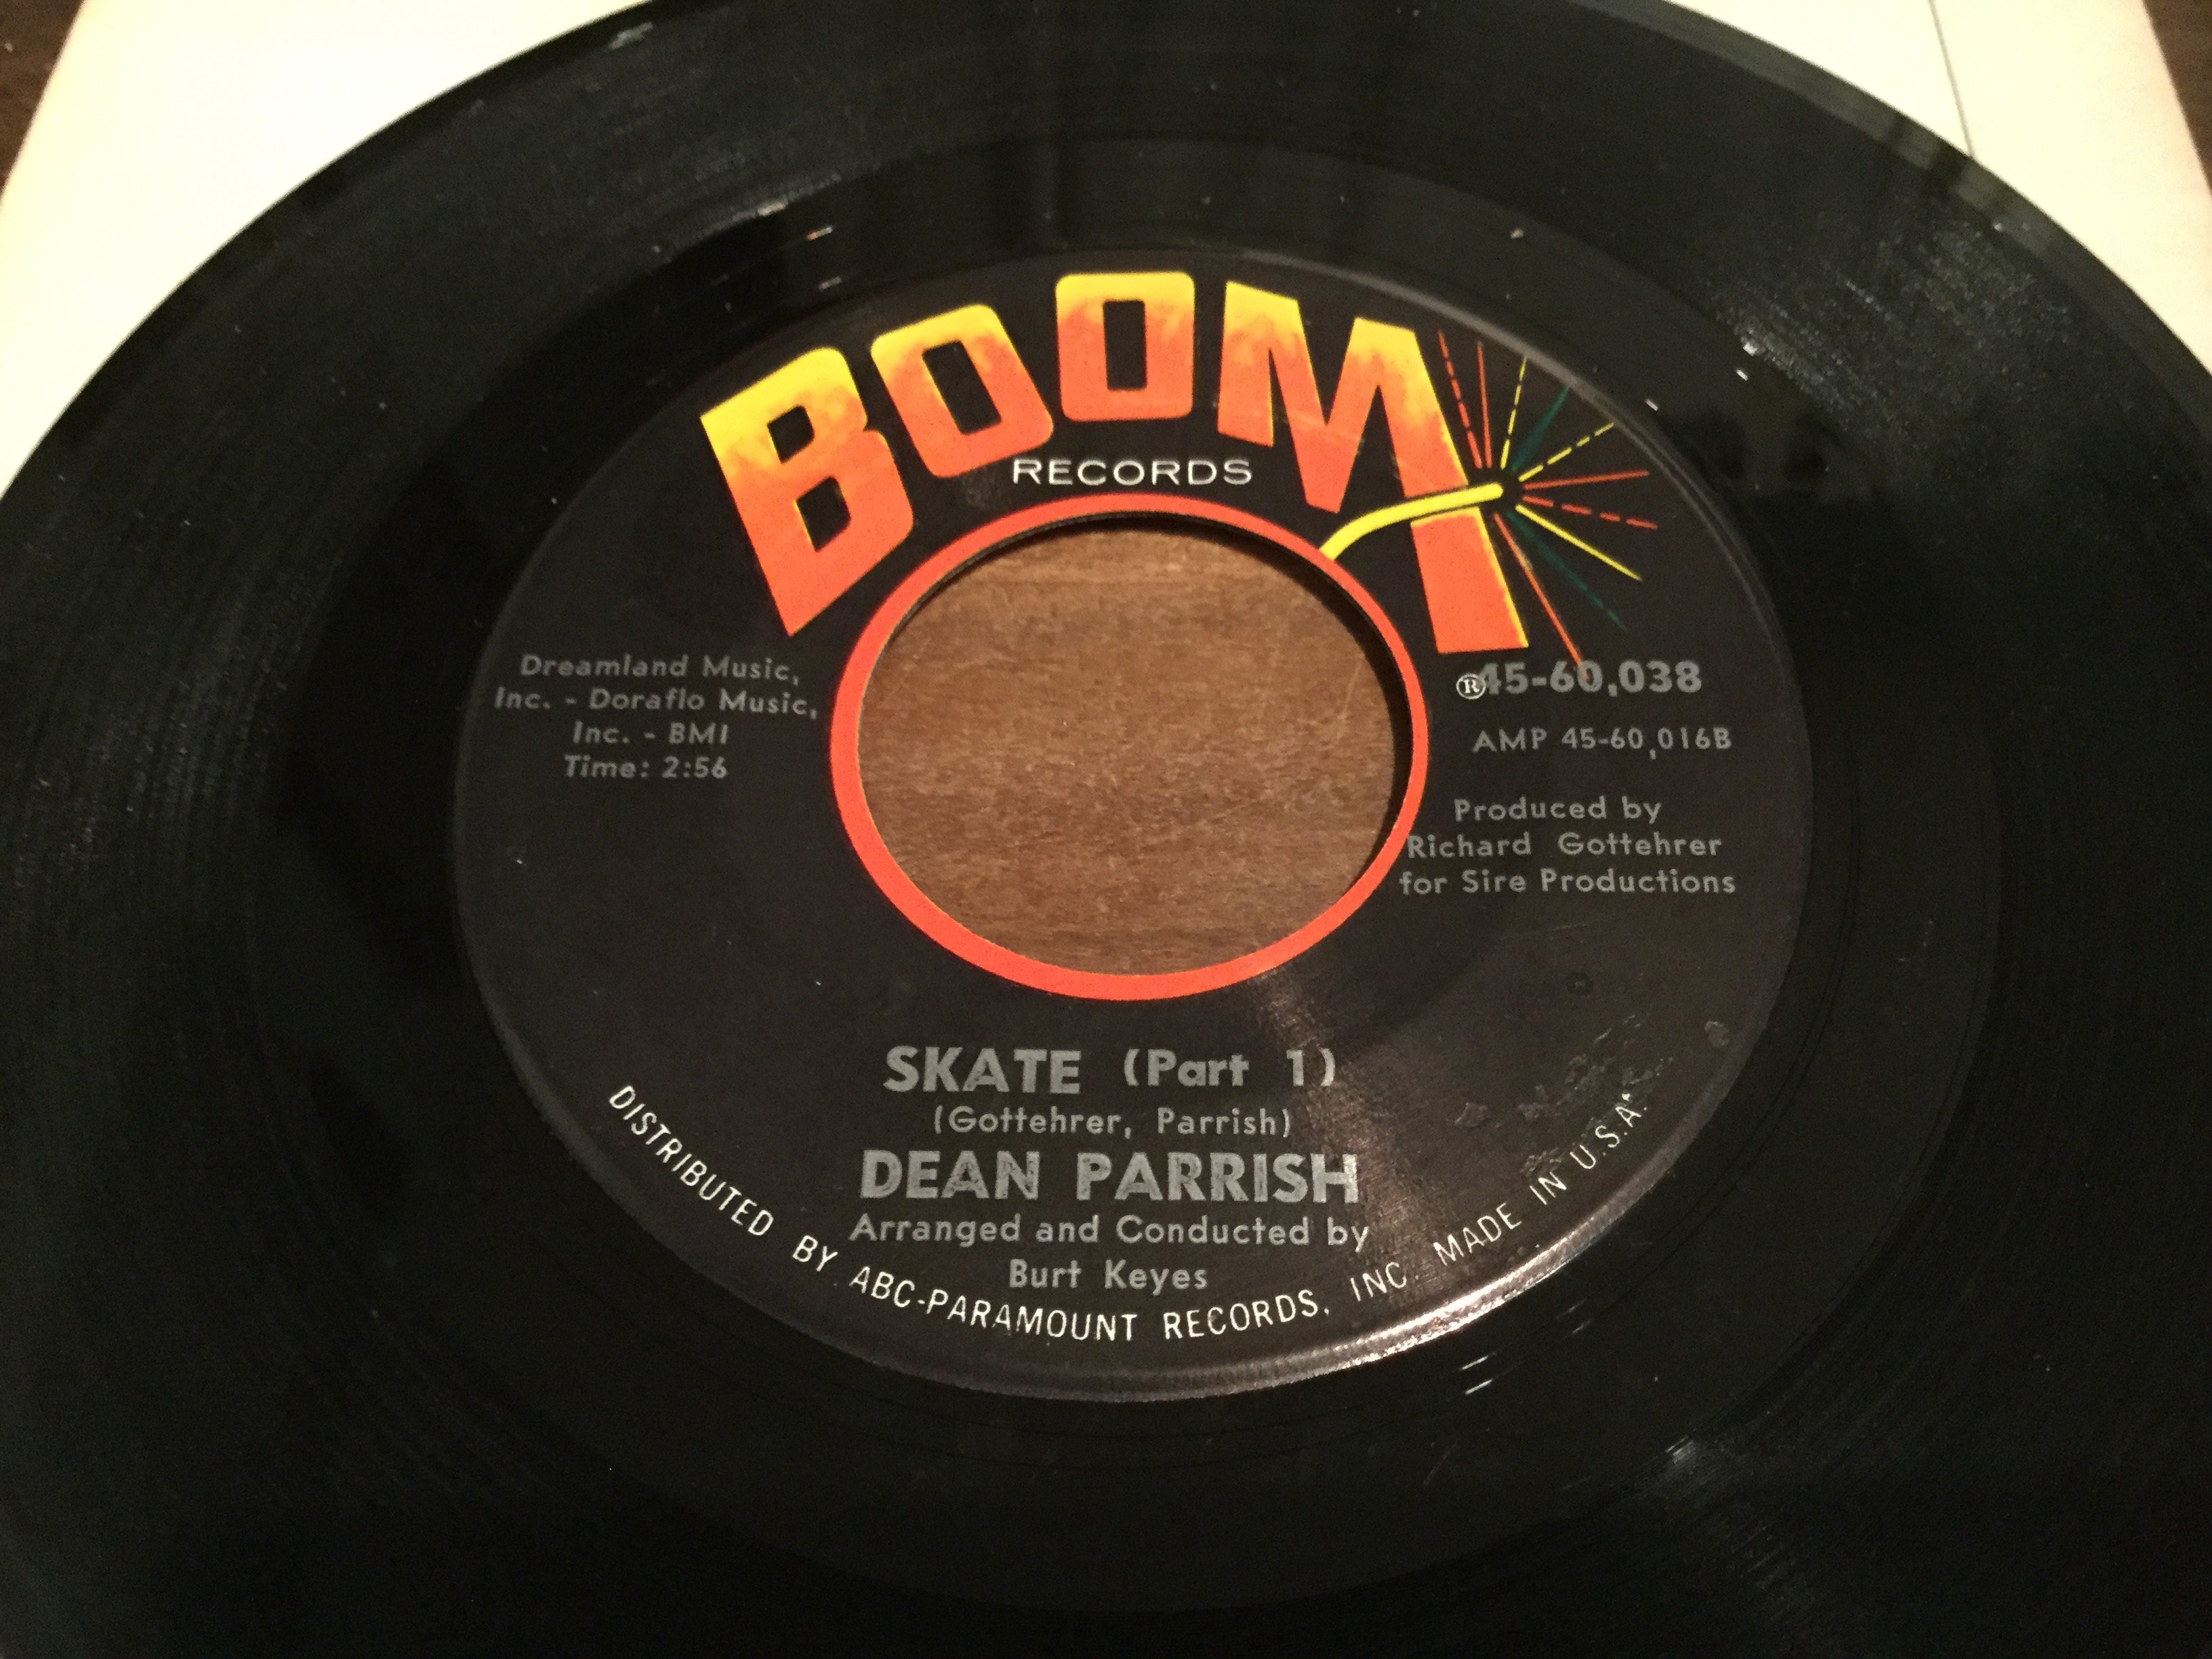 BOOM
RECORDS
Dreamland Music,
Inc. - Doraflo Music,
Inc. - BMI
Time: 2:56
®45-60,038
AMP 45-60,016B
Produced by
Richard Gottehrer
for Sire Productions
SKATE (Part 1)
(Gottehrer, Parrish)
DEAN PARRISH
Arranged and Conducted by
Burt Keyes
DISTRIBUTED BY ABC-PARAMOUNT RECORDS, INC. MADE IN U.S.A.